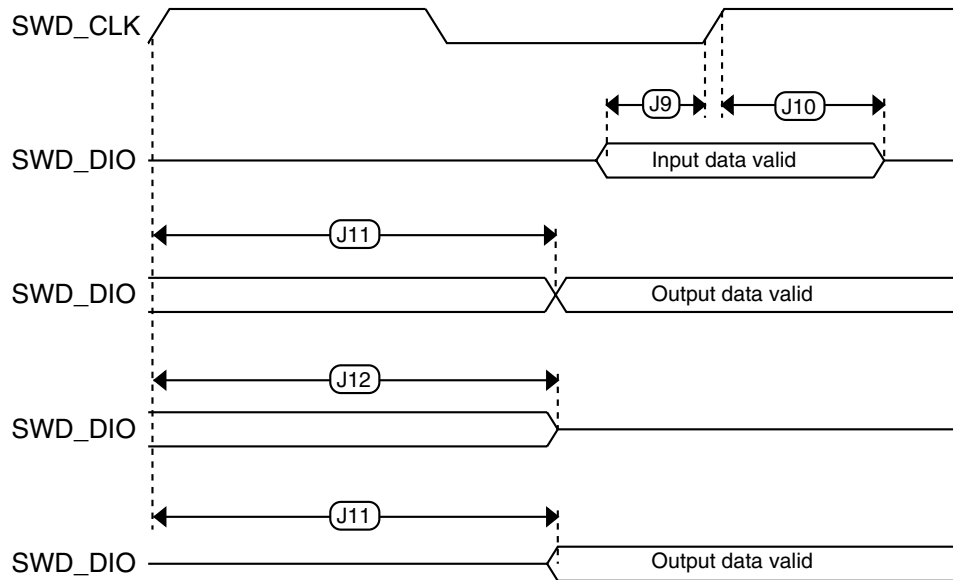 SWD_CLK
J9
J10
SWD_DIO
Input data valid
J11
SWD_DIO
Output data valid
J12
SWD_DIO
J11
SWD_DIO
Output data valid